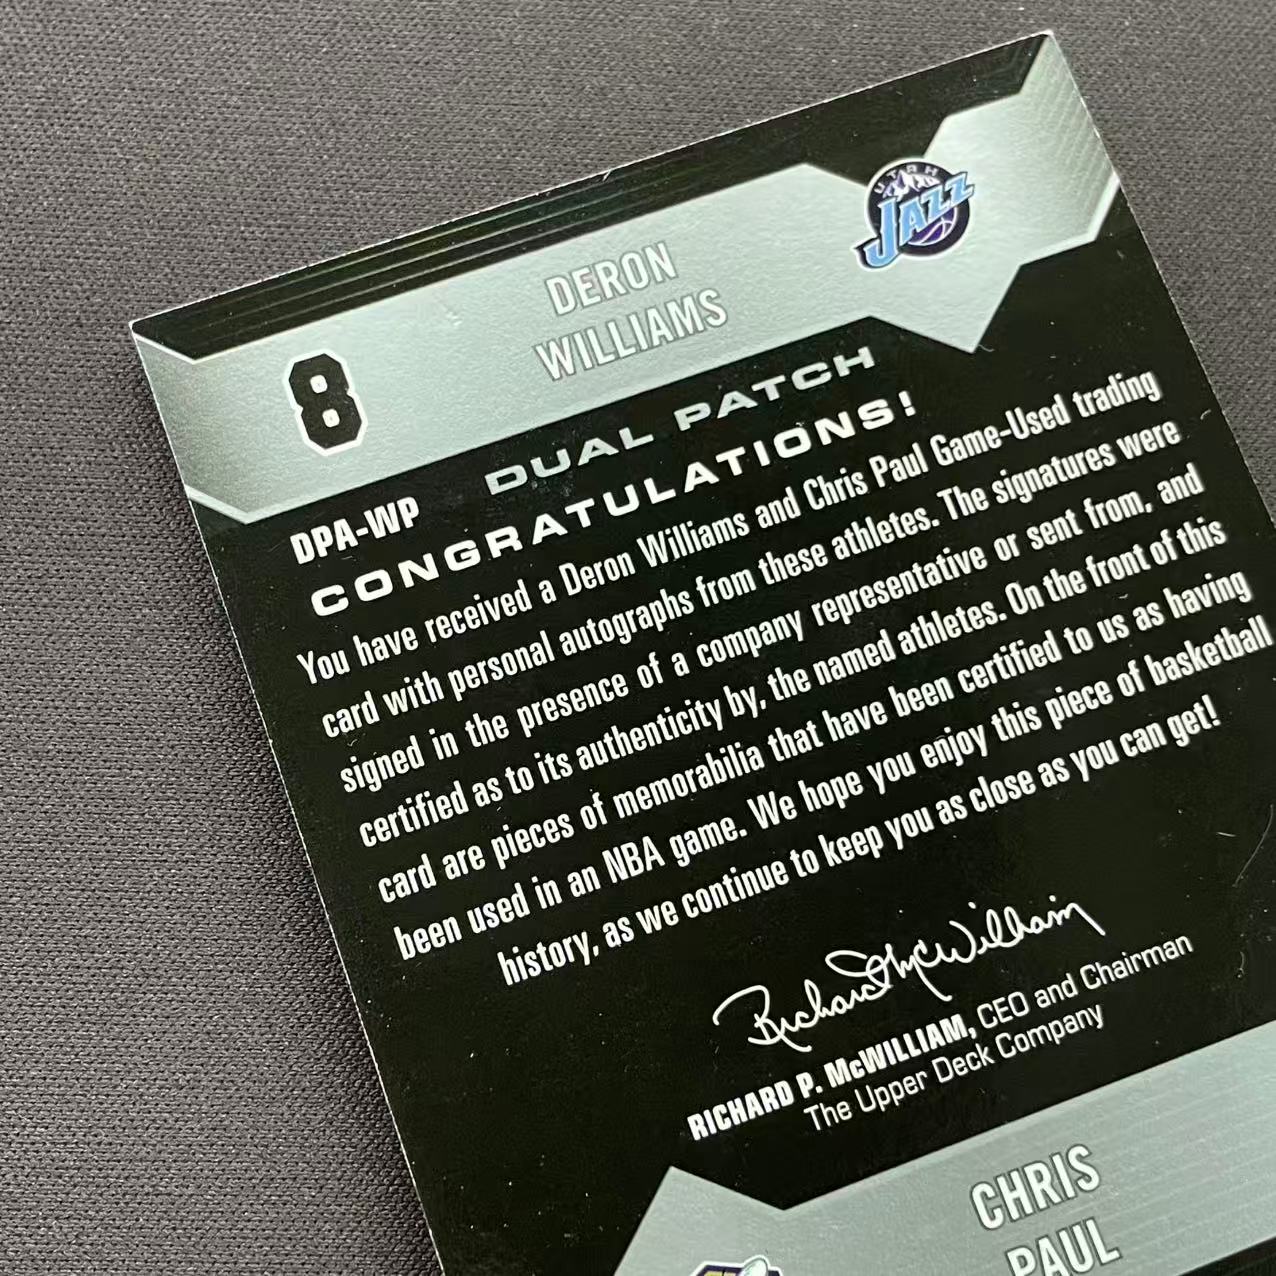 UTAH
JAZZ
DERON
WILLIAMS
8
DUAL PATCH
DPA-WP
CONGRATULATIONS!
You have received a Deron Williams and Chris Paul Game-Used trading
card with personal autographs from these athletes. The signatures were
signed in the presence of a company representative or sent from, and
certified as to its authenticity by, the named athletes. On the front of this
card are pieces of memorabilia that have been certified to us as having
been used in an NBA game. We hope you enjoy this piece of basketball
history, as we continue to keep you as close as you can get!
Richard McWilliam
RICHARD P. McWILLIAM, CEO and Chairman
The Upper Deck Company
CHRIS
PAUL